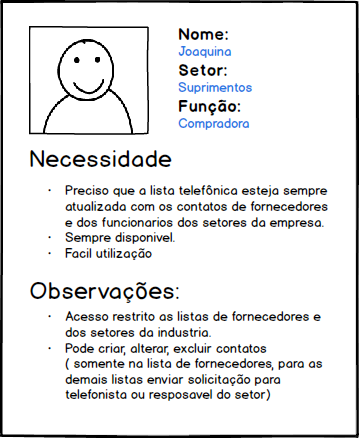 Nome:
Joaquina
Setor:
Suprimentos
Função:
Compradora
Necessidade
· Preciso que a lista telefônica esteja sempre
atualizada com os contatos de fornecedores
e dos funcionarios dos setores da empresa.
· Sempre disponivel.
· Facil utilização
Observações:
· Acesso restrito as listas de fornecedores e
dos setores da industria.
· Pode criar, alterar, excluir contatos
( somente na lista de fornecedores, para as
demais listas enviar solicitação para
telefonista ou resposavel do setor)